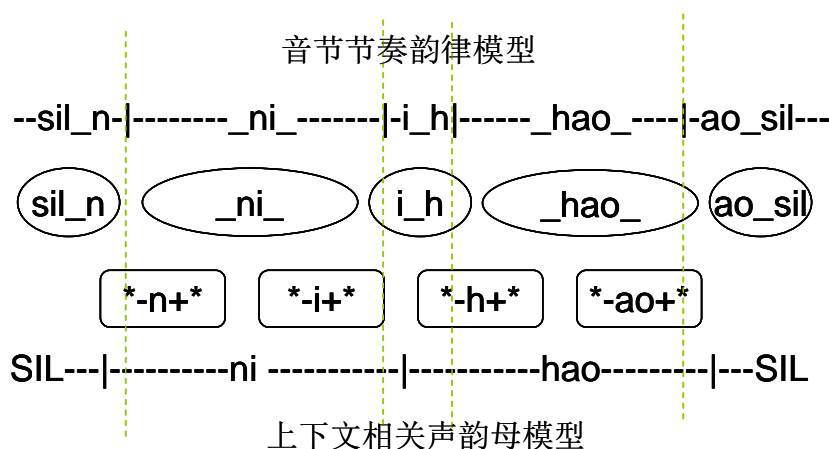 音节节奏韵律模型
--sil_n-|--------_ni_-------|-i_h|------_hao_----|-ao_sil---
sil_n _ni_ i_h _hao_ ao_sil
*-n+* *-i+* *-h+* *-ao+*
SIL---|----------ni -----------|-----------hao---------|---SIL
上下文相关声韵母模型